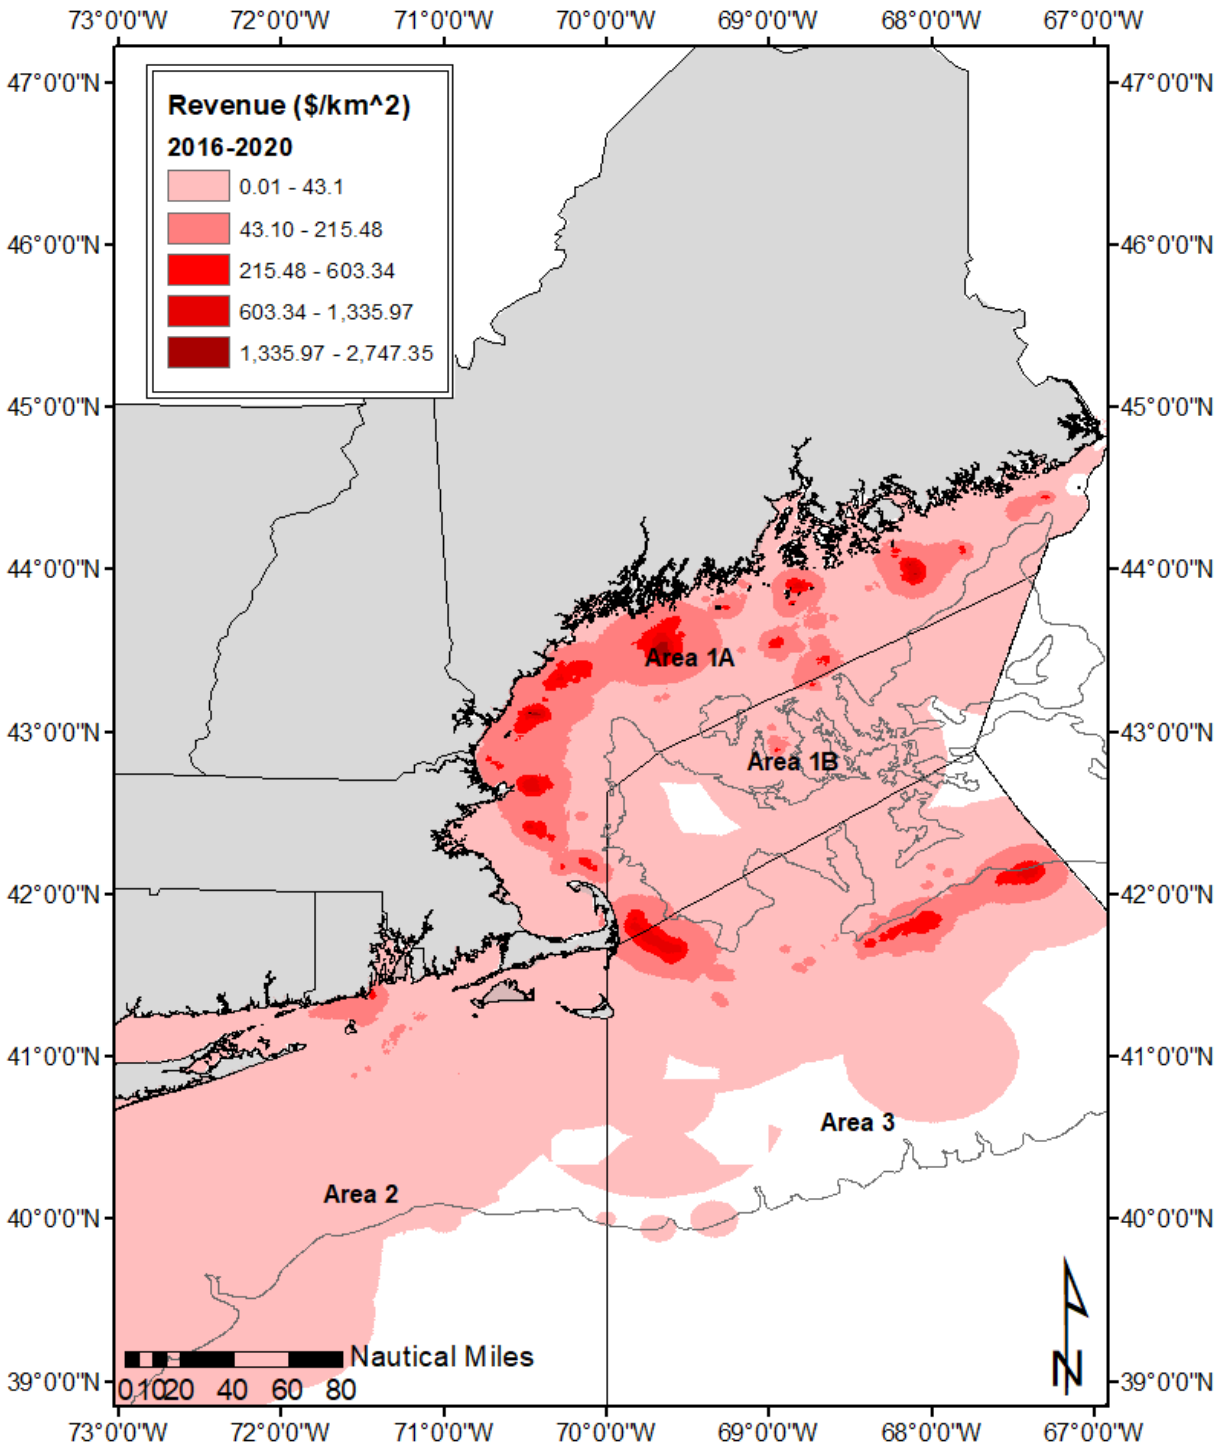 73°0'0"W 72°0'0"W 71°0'0"W 70°0'0"W 69°0'0"W 68°0'0"W 67°0'0"W
Revenue ($/km^2)
2016-2020
0.01 - 43.1
43.10 - 215.48
215.48 - 603.34
603.34 - 1,335.97
1,335.97 - 2,747.35
47°0'0"N 47°0'0"N
46°0'0"N 46°0'0"N
45°0'0"N 45°0'0"N
44°0'0"N 44°0'0"N
Area 1A
43°0'0"N 43°0'0"N
Area 1B
42°0'0"N 42°0'0"N
41°0'0"N 41°0'0"N
Area 3
Area 2
40°0'0"N 40°0'0"N
Nautical Miles
0 10 20 40 60 80
N
39°0'0"N 39°0'0"N
73°0'0"W 72°0'0"W 71°0'0"W 70°0'0"W 69°0'0"W 68°0'0"W 67°0'0"W